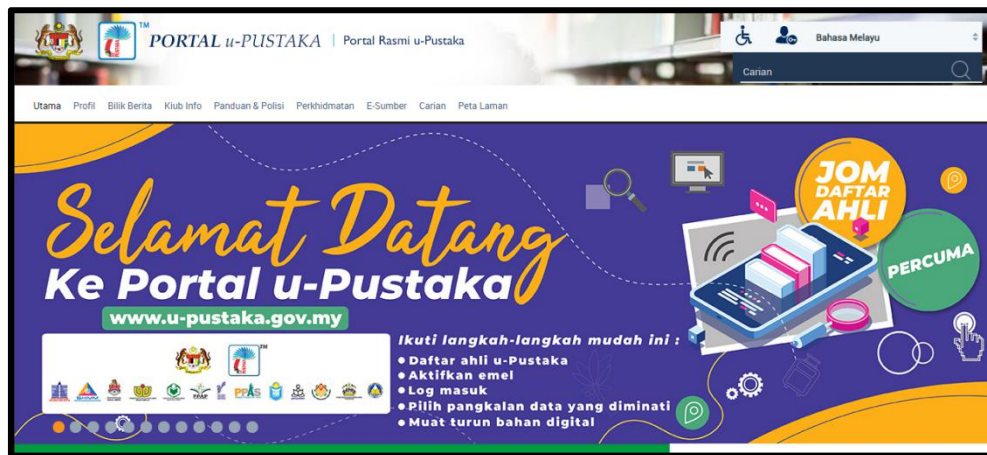 PORTAL u-PUSTAKA | Portal Rasmi u-Pustaka
TM
Bahasa Melayu
Carian
Utama Profil Bilik Berita Kiub Info Panduan & Polisi Perkhidmatan E-Sumber Carian Peta Laman
Selamat Datang
Ke Portal u-Pustaka
www.u-pustaka.gov.my
JOM
DAFTAR
AHLI
PERCUMA
Ikuti langkah-langkah mudah ini :
• Daftar ahli u-Pustaka
• Aktifkan emel
• Log masuk
• Pilih pangkalan data yang diminati
• Muat turun bahan digital
PPAS